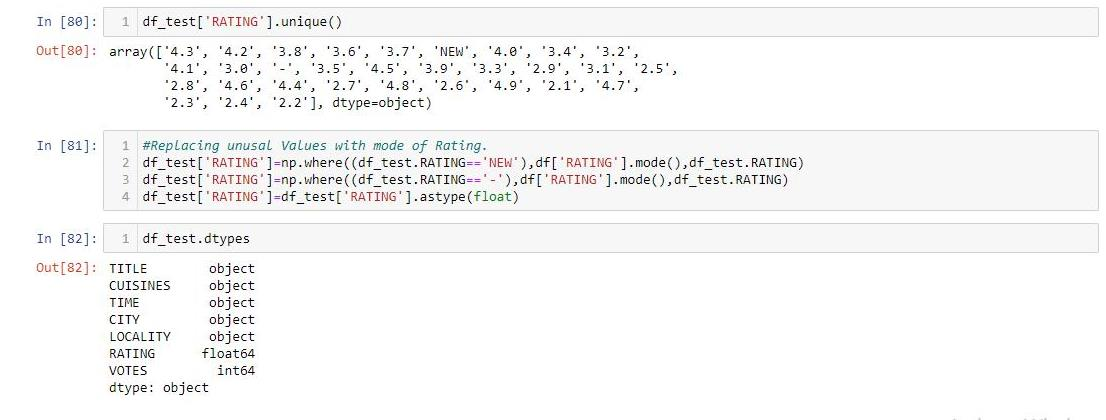 In [80]: 1 df_test['RATING'].unique()
Out[80]: array(['4.3', '4.2', '3.8', '3.6', '3.7', 'NEW', '4.0', '3.4', '3.2',
'4.1', '3.0', '-', '3.5', '4.5', '3.9', '3.3', '2.9', '3.1', '2.5',
'2.8', '4.6', '4.4', '2.7', '4.8', '2.6', '4.9', '2.1', '4.7',
'2.3', '2.4', '2.2'], dtype=object)
In [81]: 1 #Replacing unusal Values with mode of Rating.
2 df_test['RATING']=np.where((df_test.RATING=='NEW'),df['RATING'].mode(),df_test.RATING)
3 df_test['RATING']=np.where((df_test.RATING=='-'),df['RATING'].mode(),df_test.RATING)
4 df_test['RATING']=df_test['RATING'].astype(float)
In [82]: 1 df_test.dtypes
Out[82]: TITLE object
CUISINES object
TIME object
CITY object
LOCALITY object
RATING float64
VOTES int64
dtype: object